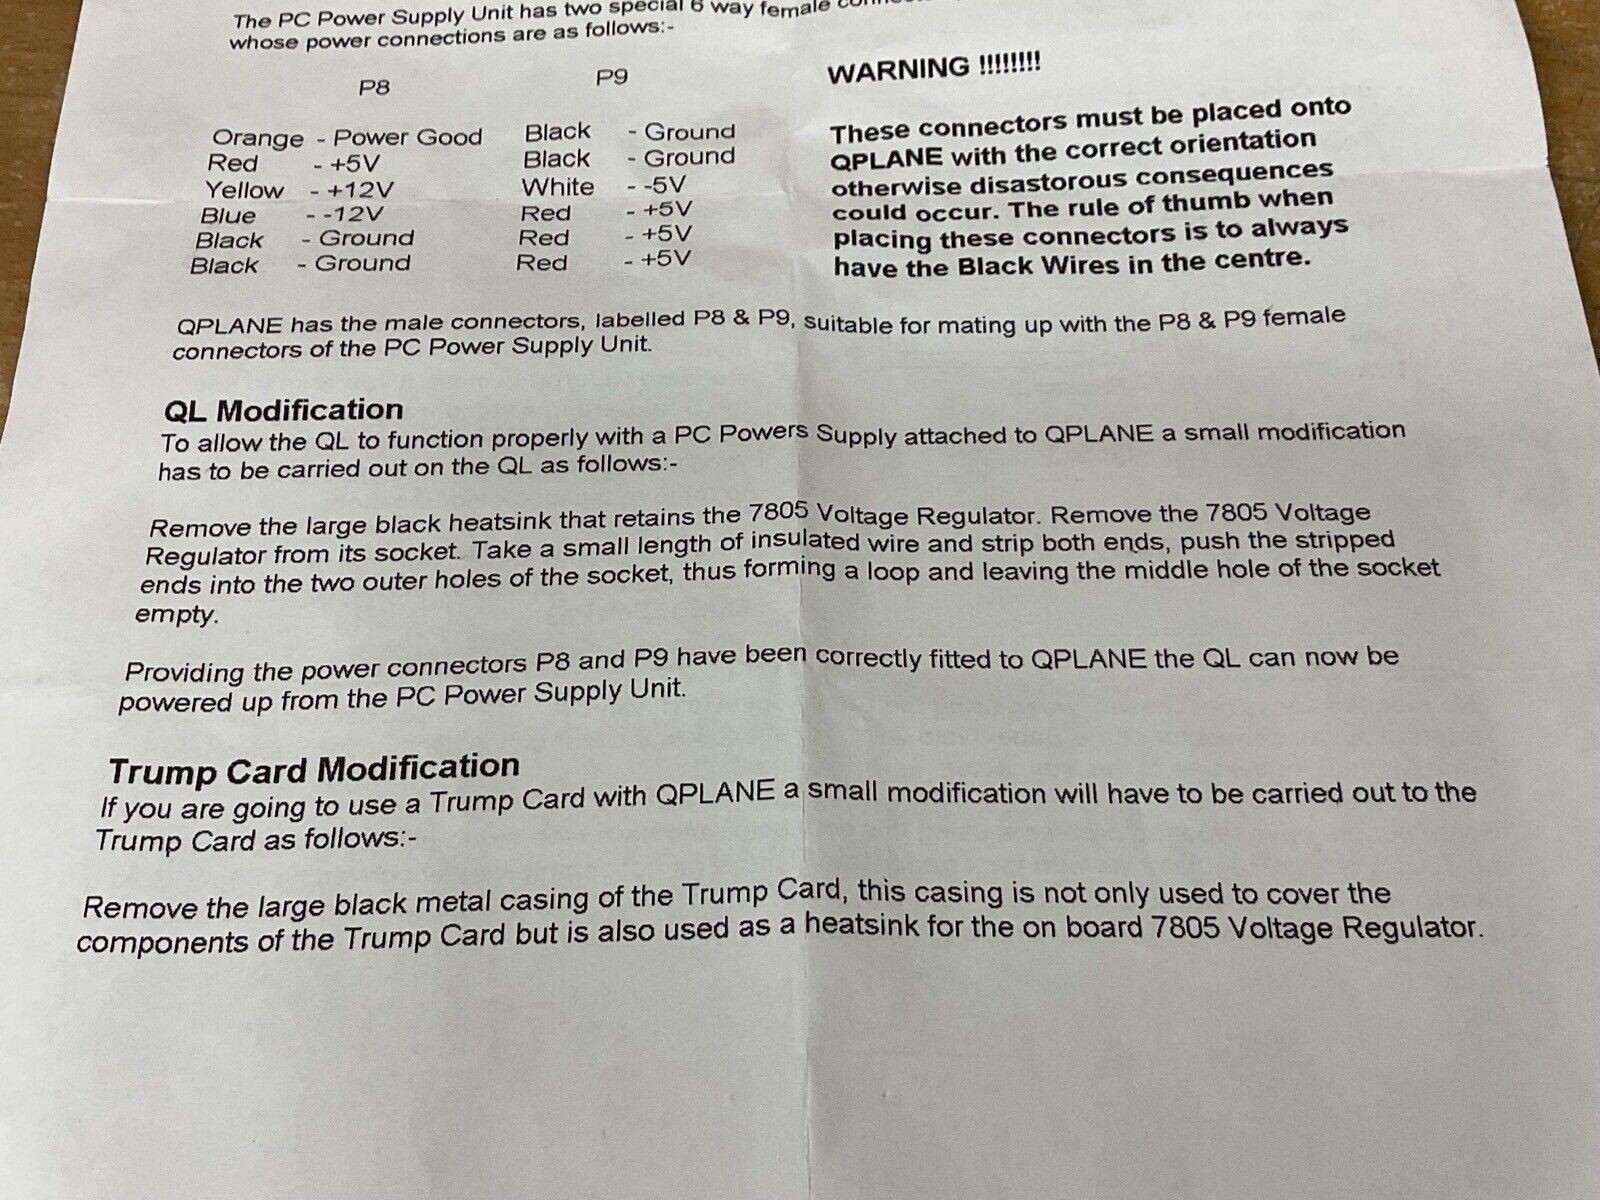 The PC Power Supply Unit has two special 6 way female
whose power connections are as follows:-
P8
Orange - Power Good
Red - +5V
Yellow - +12V
Blue - -12V
Black - Ground
Black - Ground
P9
Black - Ground
Black - Ground
White - -5V
Red - +5V
Red - +5V
Red - +5V
WARNING !!!!!!!!
These connectors must be placed onto
QPLANE with the correct orientation
otherwise disastorous consequences
could occur. The rule of thumb when
placing these connectors is to always
have the Black Wires in the centre.
QPLANE has the male connectors, labelled P8 & P9, suitable for mating up with the P8 & P9 female
connectors of the PC Power Supply Unit.
QL Modification
To allow the QL to function properly with a PC Powers Supply attached to QPLANE a small modification
has to be carried out on the QL as follows:-
Remove the large black heatsink that retains the 7805 Voltage Regulator. Remove the 7805 Voltage
Regulator from its socket. Take a small length of insulated wire and strip both ends, push the stripped
ends into the two outer holes of the socket, thus forming a loop and leaving the middle hole of the socket
empty.
Providing the power connectors P8 and P9 have been correctly fitted to QPLANE the QL can now be
powered up from the PC Power Supply Unit.
Trump Card Modification
If you are going to use a Trump Card with QPLANE a small modification will have to be carried out to the
Trump Card as follows:-
Remove the large black metal casing of the Trump Card, this casing is not only used to cover the
components of the Trump Card but is also used as a heatsink for the on board 7805 Voltage Regulator.